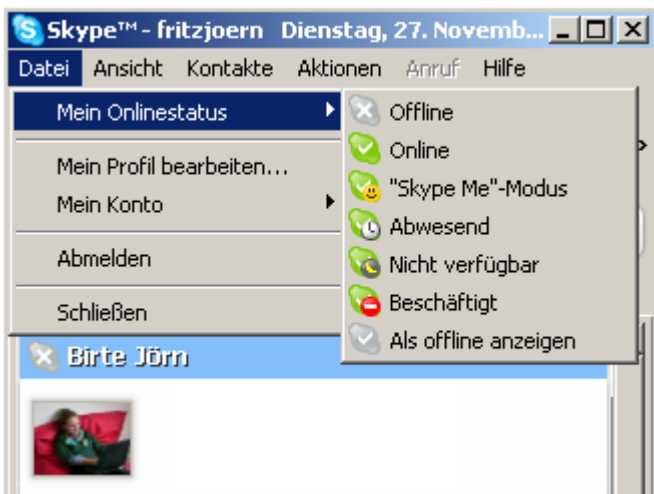 Skype™ - fritzjoern Dienstag, 27. Novemb...
Datei Ansicht Kontakte Aktionen Anruf Hilfe
Mein Onlinestatus
Mein Profil bearbeiten...
Mein Konto
Abmelden
Schließen
Offline
Online
"Skype Me"-Modus
Abwesend
Nicht verfügbar
Beschäftigt
Als offline anzeigen
Birte Jörn